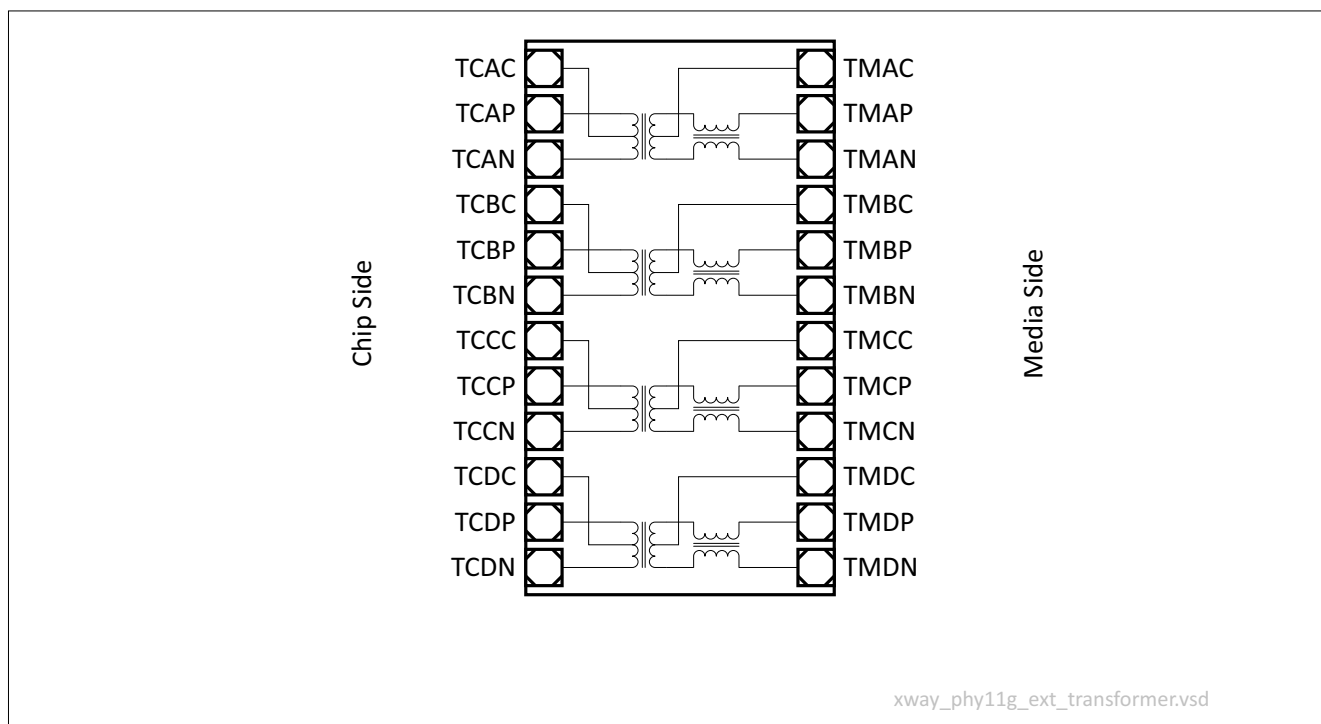 TCAC
TCAP
TCAN
TCBC
TCBP
TCBN
TCCC
TCCP
TCCN
TCDC
TCDP
TCDN
Chip Side
TMAC
TMAP
TMAN
TMBC
TMBP
TMBN
TMCC
TMCP
TMCN
TMDC
TMDP
TMDN
Media Side
xway_phy11g_ext_transformer.vsd